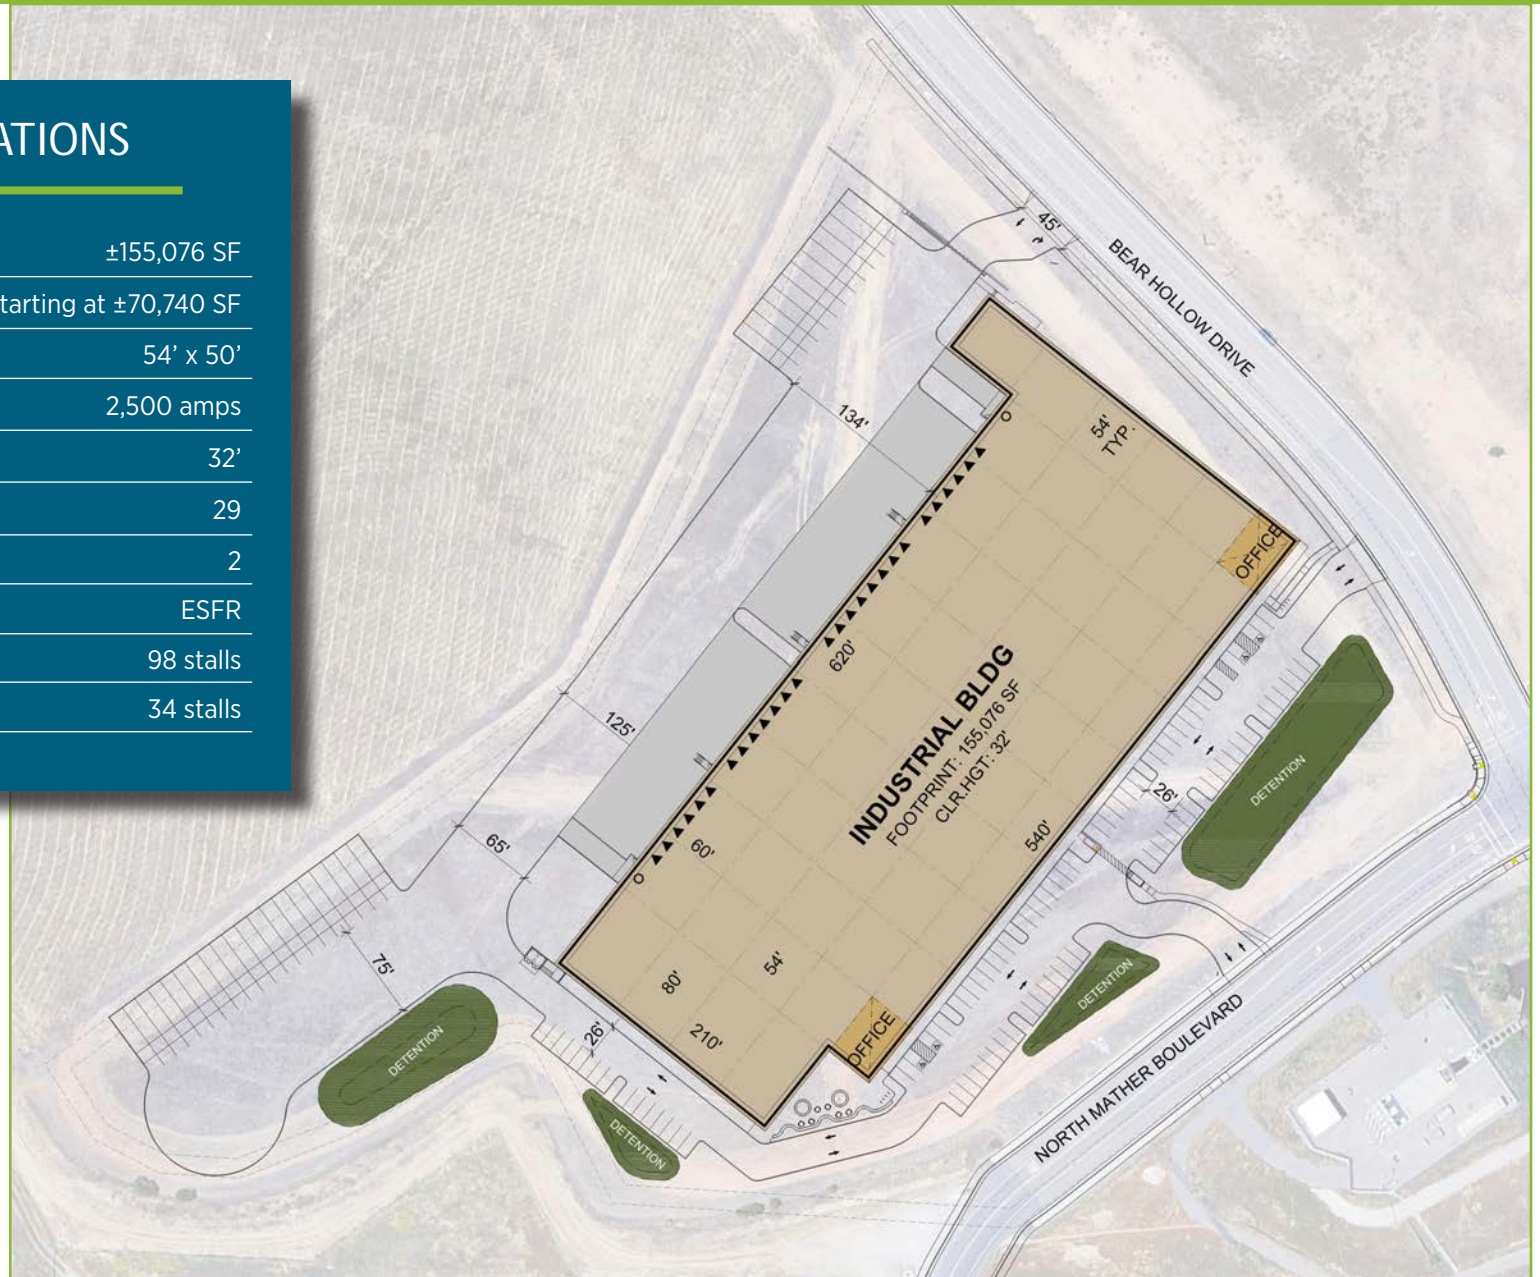 ATIONS
±155,076 SF
tarting at ±70,740 SF
54’ x 50’
2,500 amps
32’
29
2
ESFR
98 stalls
34 stalls
45'
BEAR HOLLOW DRIVE
134'
54'
TYP.
OFFICE
620'
125'
INDUSTRIAL BLDG
FOOTPRINT: 155,076 SF
CLR.HGT: 32'
DETENTION
26'
65'
60'
540'
75'
80'
54'
DETENTION
26'
210'
OFFICE
DETENTION
DETENTION
NORTH MATHER BOULEVARD